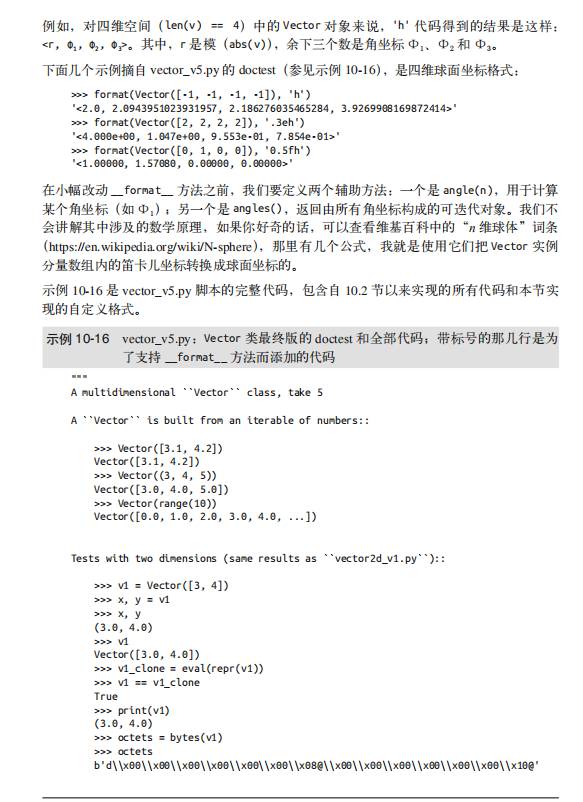 例如，对四维空间（len(v) == 4）中的 Vector 对象来说，'h' 代码得到的结果是这样：
<r, Φ₁, Φ₂, Φ₃>。其中，r 是模（abs(v)），余下三个数是角坐标 Φ₁、Φ₂ 和 Φ₃。
下面几个示例摘自 vector_v5.py 的 doctest（参见示例 10-16），是四维球面坐标格式：
>>> format(Vector([-1, -1, -1, -1]), 'h')
'<2.0, 2.0943951023931957, 2.186276035465284, 3.9269908169872414>'
>>> format(Vector([2, 2, 2, 2]), '.3eh')
'<4.000e+00, 1.047e+00, 9.553e-01, 7.854e-01>'
>>> format(Vector([0, 1, 0, 0]), '0.5fh')
'<1.00000, 1.57080, 0.00000, 0.00000>'
在小幅改动 __format__ 方法之前，我们要定义两个辅助方法：一个是 angle(n)，用于计算
某个角坐标（如 Φ₁）；另一个是 angles()，返回由所有角坐标构成的可迭代对象。我们不
会讲解其中涉及的数学原理，如果你好奇的话，可以查看维基百科中的“n 维球体”词条
（https://en.wikipedia.org/wiki/N-sphere），那里有几个公式，我就是使用它们把 Vector 实例
分量数组内的笛卡儿坐标转换成球面坐标的。
示例 10-16 是 vector_v5.py 脚本的完整代码，包含自 10.2 节以来实现的所有代码和本节实
现的自定义格式。
示例 10-16 vector_v5.py：Vector 类最终版的 doctest 和全部代码；带标号的那几行是为
了支持 __format__ 方法而添加的代码
"""
A multidimensional ``Vector`` class, take 5
A ``Vector`` is built from an iterable of numbers::
>>> Vector([3.1, 4.2])
Vector([3.1, 4.2])
>>> Vector((3, 4, 5))
Vector([3.0, 4.0, 5.0])
>>> Vector(range(10))
Vector([0.0, 1.0, 2.0, 3.0, 4.0, ...])
Tests with two dimensions (same results as ``vector2d_v1.py``)::
>>> v1 = Vector([3, 4])
>>> x, y = v1
>>> x, y
(3.0, 4.0)
>>> v1
Vector([3.0, 4.0])
>>> v1_clone = eval(repr(v1))
>>> v1 == v1_clone
True
>>> print(v1)
(3.0, 4.0)
>>> octets = bytes(v1)
>>> octets
b'd\\x00\\x00\\x00\\x00\\x00\\x00\\x08@\\x00\\x00\\x00\\x00\\x00\\x00\\x10@'